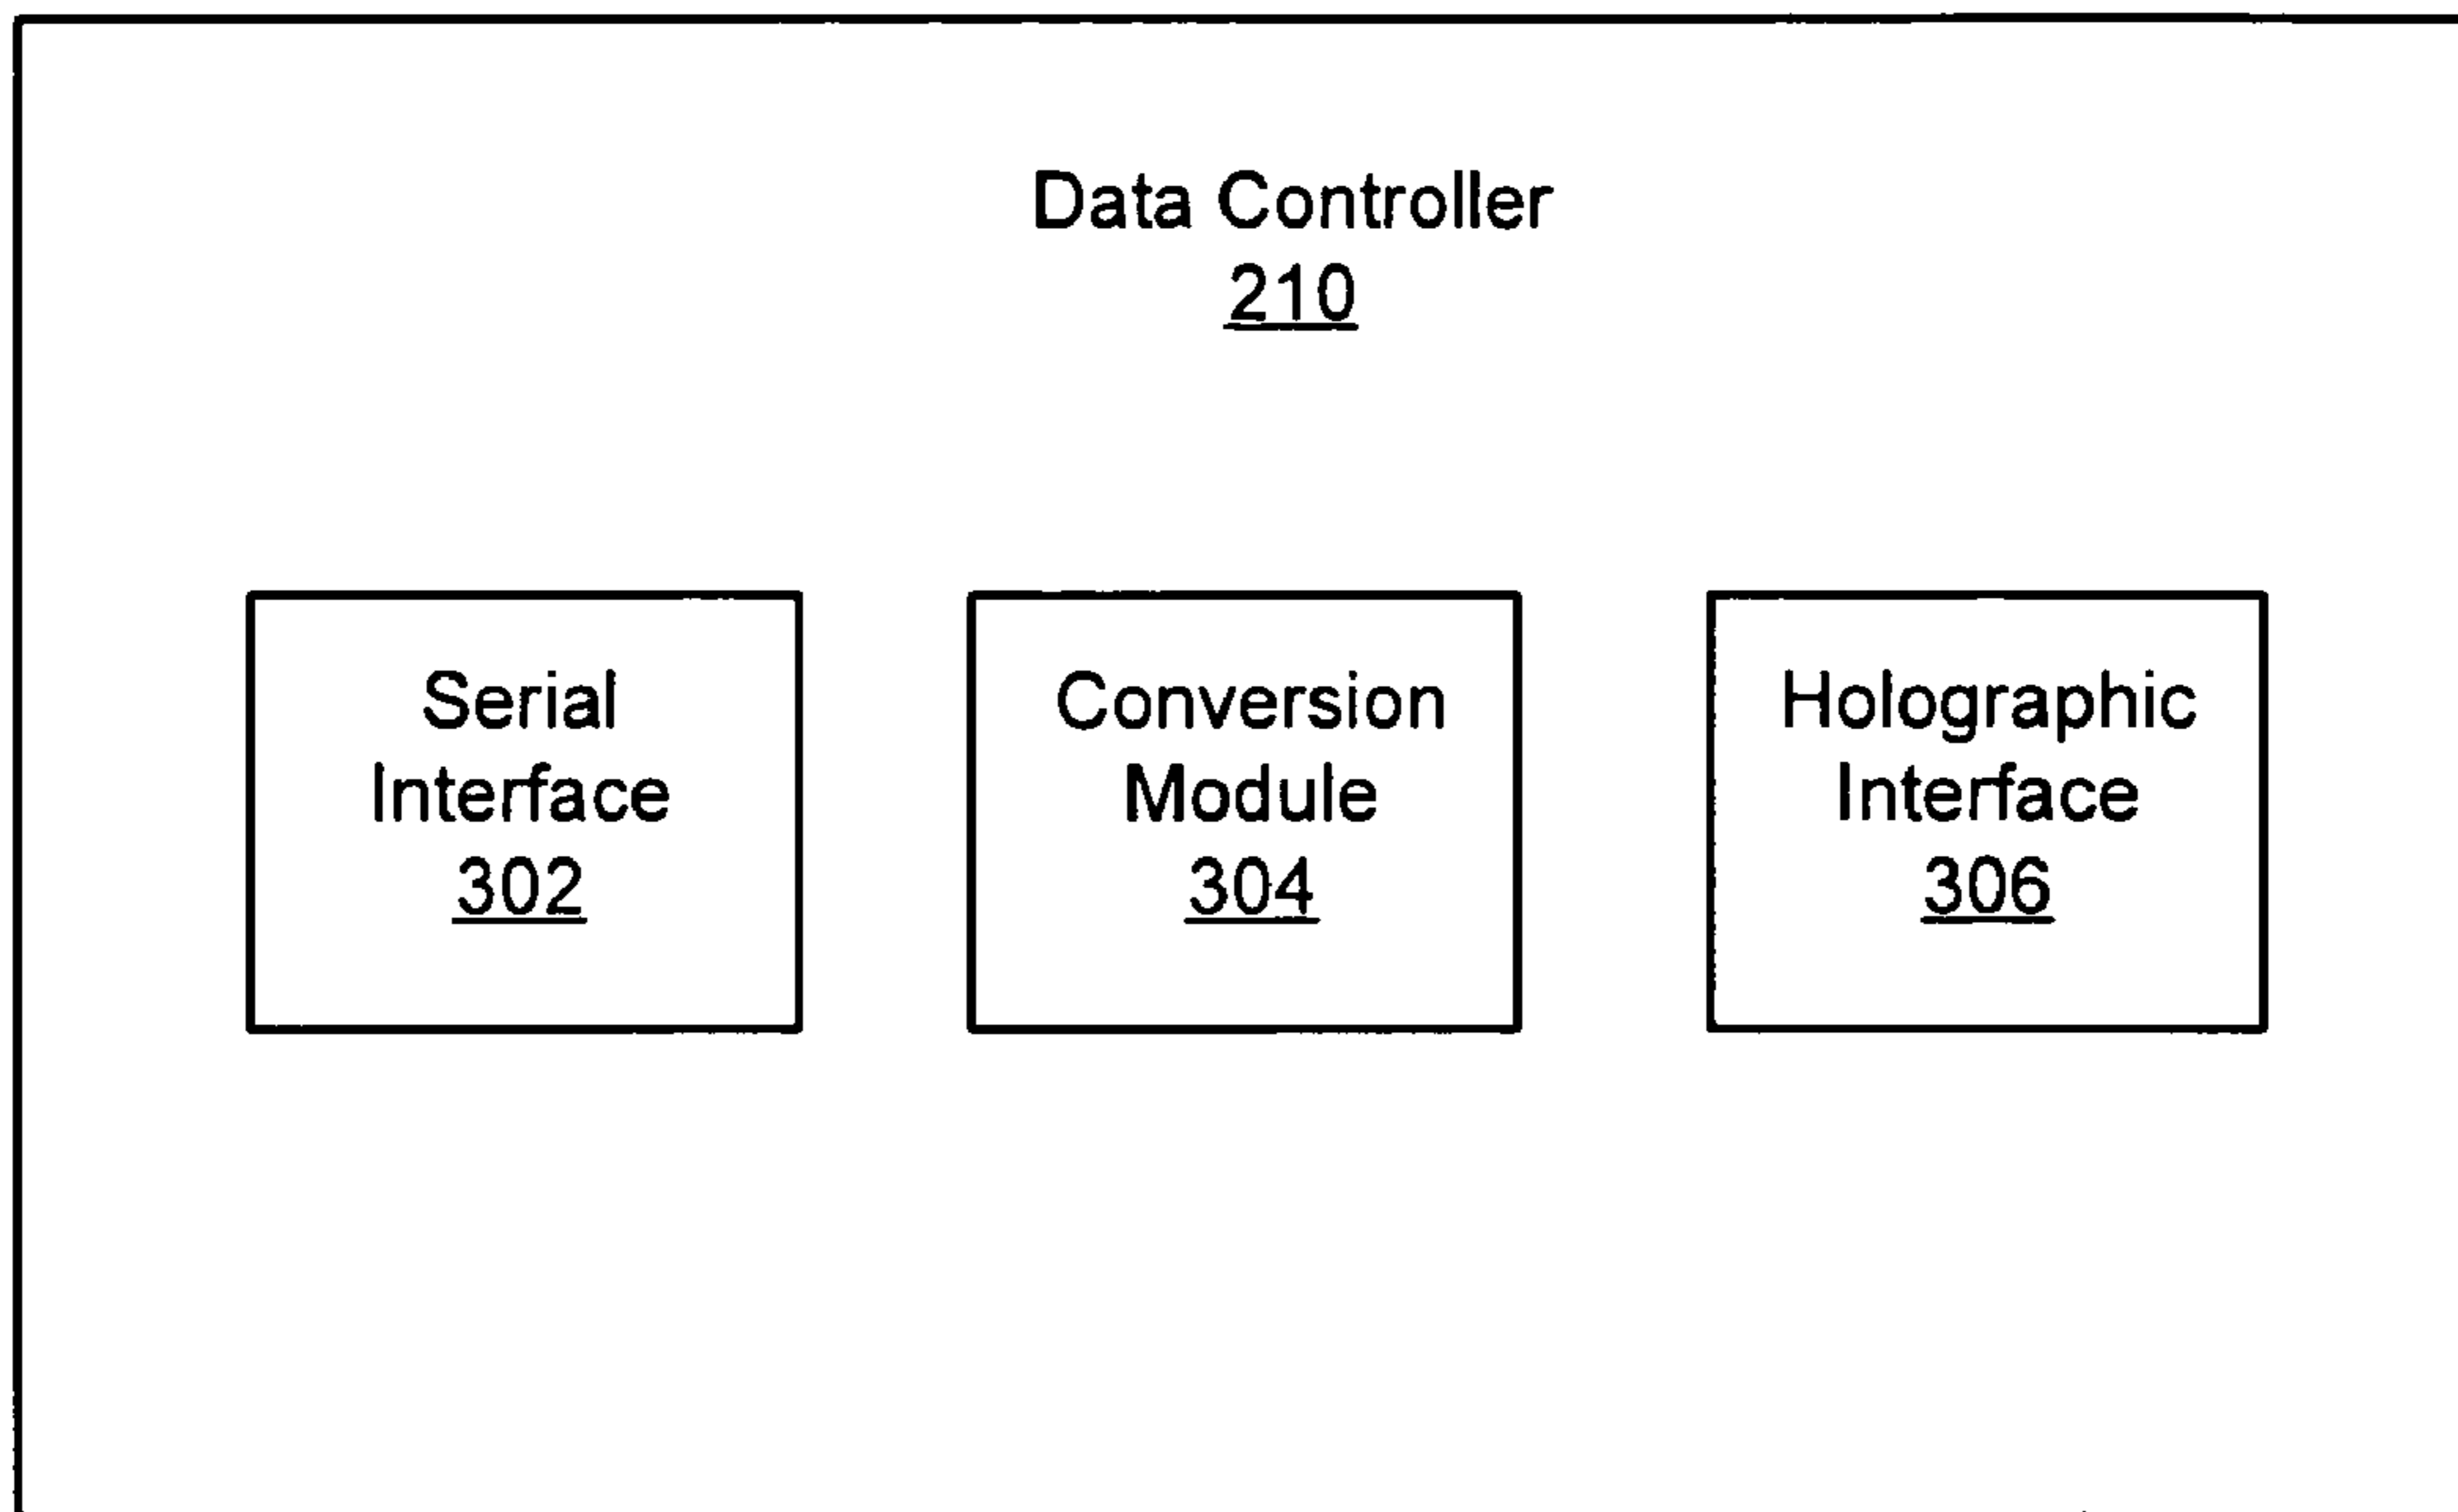 Data Controller
210
Serial
Interface
302
Conversion
Module
304
Holographic
Interface
306